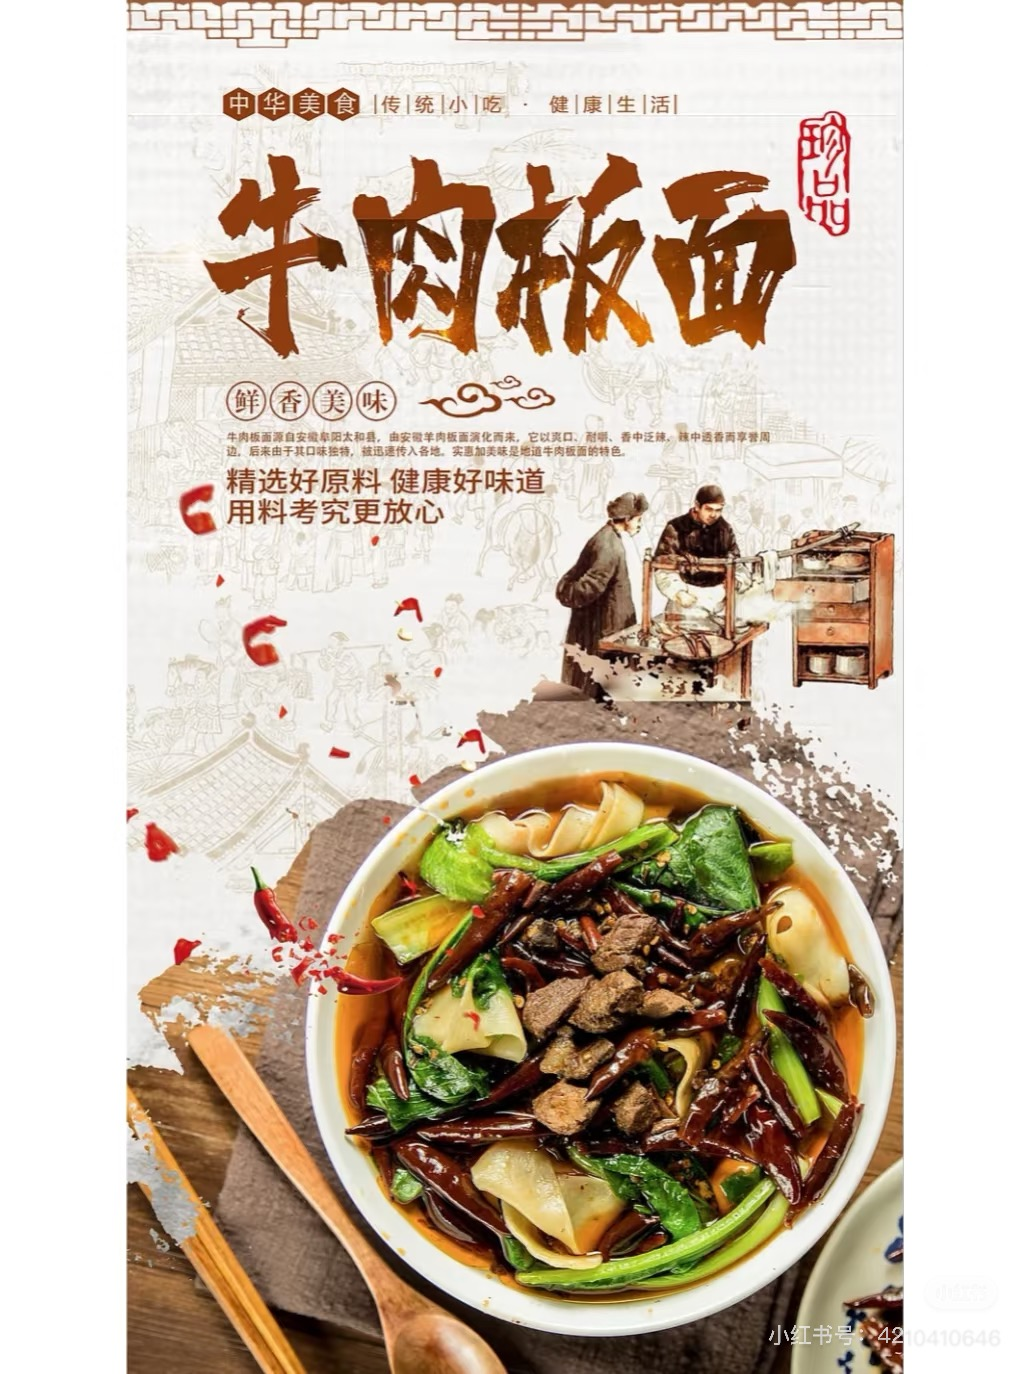 中华美食 |传|统|小|吃 · 健|康|生|活|
珍品
牛肉板面
鲜香美味
牛肉板面源自安徽阜阳太和县，由安徽羊肉板面演化而来，它以爽口、耐嚼、香中泛辣，辣中透香而享誉周
边，后来由于其口味独特，被迅速传入各地。实惠加美味是地道牛肉板面的特色。
精选好原料 健康好味道
用料考究更放心
小红书
小红书号：4210410646